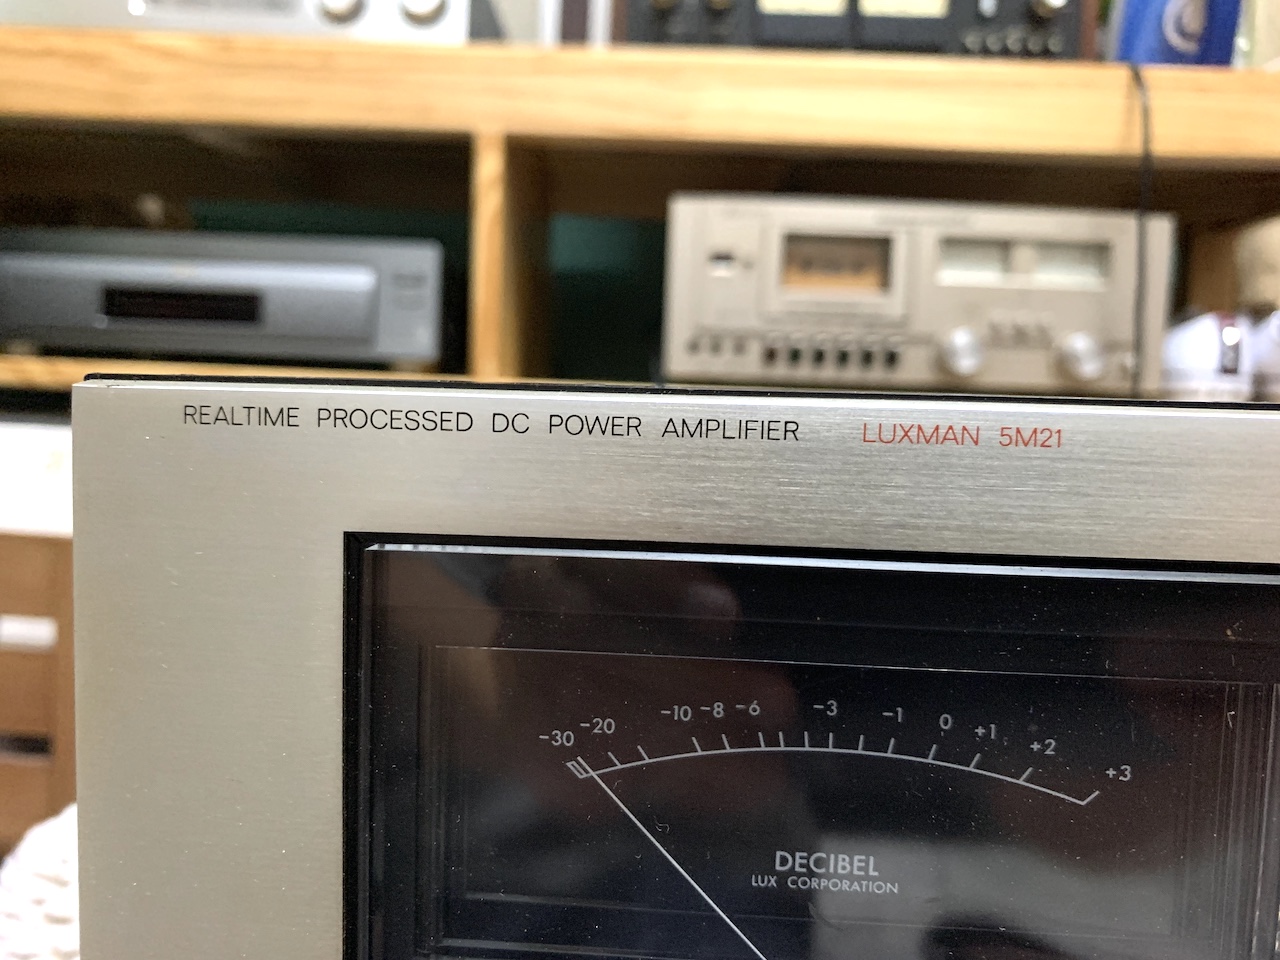 REALTIME PROCESSED DC POWER AMPLIFIER LUXMAN 5M21
-30 -20 -10 -8 -6 -3 -1 0 +1 +2 +3
DECIBEL
LUX CORPORATION